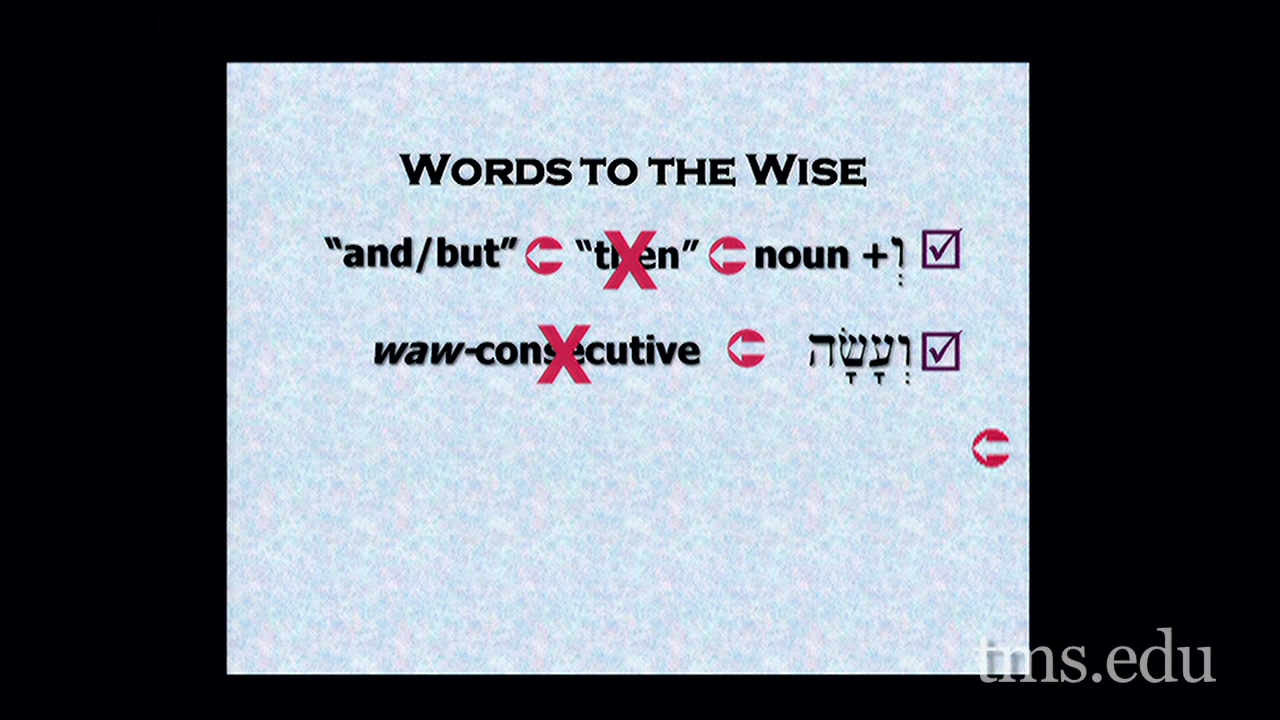 WORDS TO THE WISE
“and/but” “then” noun + וְ
waw-consecutive וְעָשָׂה
tms.edu